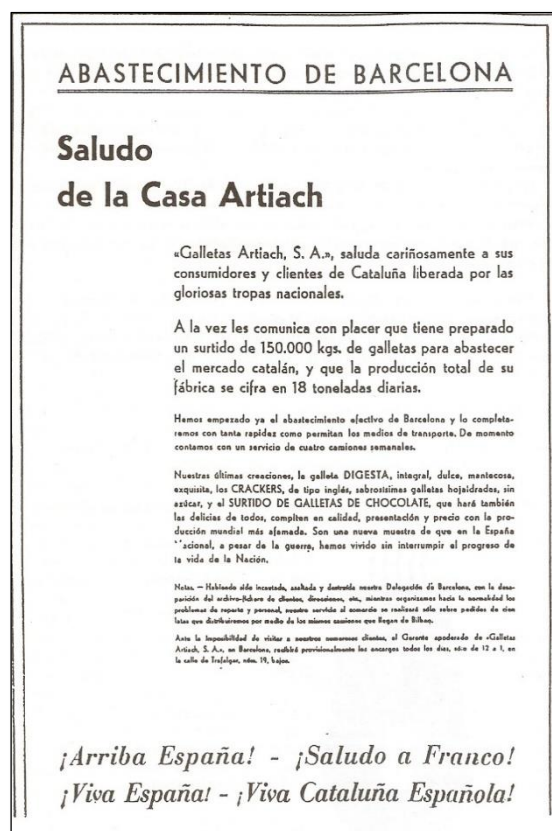 ABASTECIMIENTO DE BARCELONA
Saludo
de la Casa Artiach
«Galletas Artiach, S. A.», saluda cariñosamente a sus
consumidores y clientes de Cataluña liberada por las
gloriosas tropas nacionales.
A la vez les comunica con placer que tiene preparado
un surtido de 150.000 kgs. de galletas para abastecer
el mercado catalán, y que la producción total de su
fábrica se cifra en 18 toneladas diarias.
Hemos empezado ya el abastecimiento efectivo de Barcelona y lo completa-
remos con tanta rapidez como permitan los medios de transporte. De momento
contamos con un servicio de cuatro camiones semanales.
Nuestras últimas creaciones, la galleta DIGESTA, integral, dulce, mantecosa,
exquisita, los CRACKERS, de tipo inglés, sabrosísimas galletas hojaldradas, sin
azúcar, y el SURTIDO DE GALLETAS DE CHOCOLATE, que hará también
las delicias de todos, compiten en calidad, presentación y precio con la pro-
ducción mundial más afamada. Son una nueva muestra de que en la España
acional, a pesar de la guerra, hemos vivido sin interrumpir el progreso de
la vida de la Nación.
Notas. — Habiendo sido incautada, asaltada y destruida nuestra Delegación de Barcelona, con la desa-
parición del archivo-fichero de clientes, direcciones, etc., mientras organizamos hacia la normalidad los
problemas de reparto y personal, nuestro servicio al comercio se realizará sólo sobre pedidos de cien
latas que distribuiremos por medio de los mismos camiones que llegan de Bilbao.
Ante la imposibilidad de visitar a nuestros numerosos clientes, el Gerente apoderado de «Galletas
Artiach, S. A.», en Barcelona, recibirá provisionalmente los encargos todos los días, de 12 a 1, en
la calle de Trafalgar, núm. 19, bajos.
¡Arriba España! - ¡Saludo a Franco!
¡Viva España! - ¡Viva Cataluña Española!